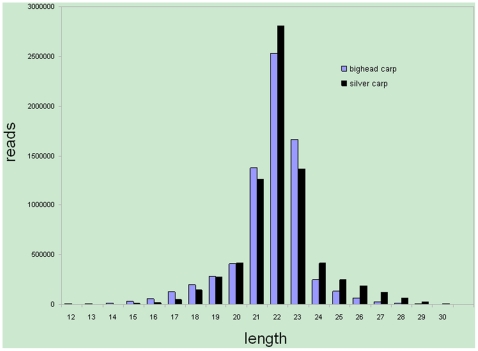 3000000
2500000
2000000
1500000
1000000
500000
0
reads
bighead carp
silver carp
12 13 14 15 16 17 18 19 20 21 22 23 24 25 26 27 28 29 30
length